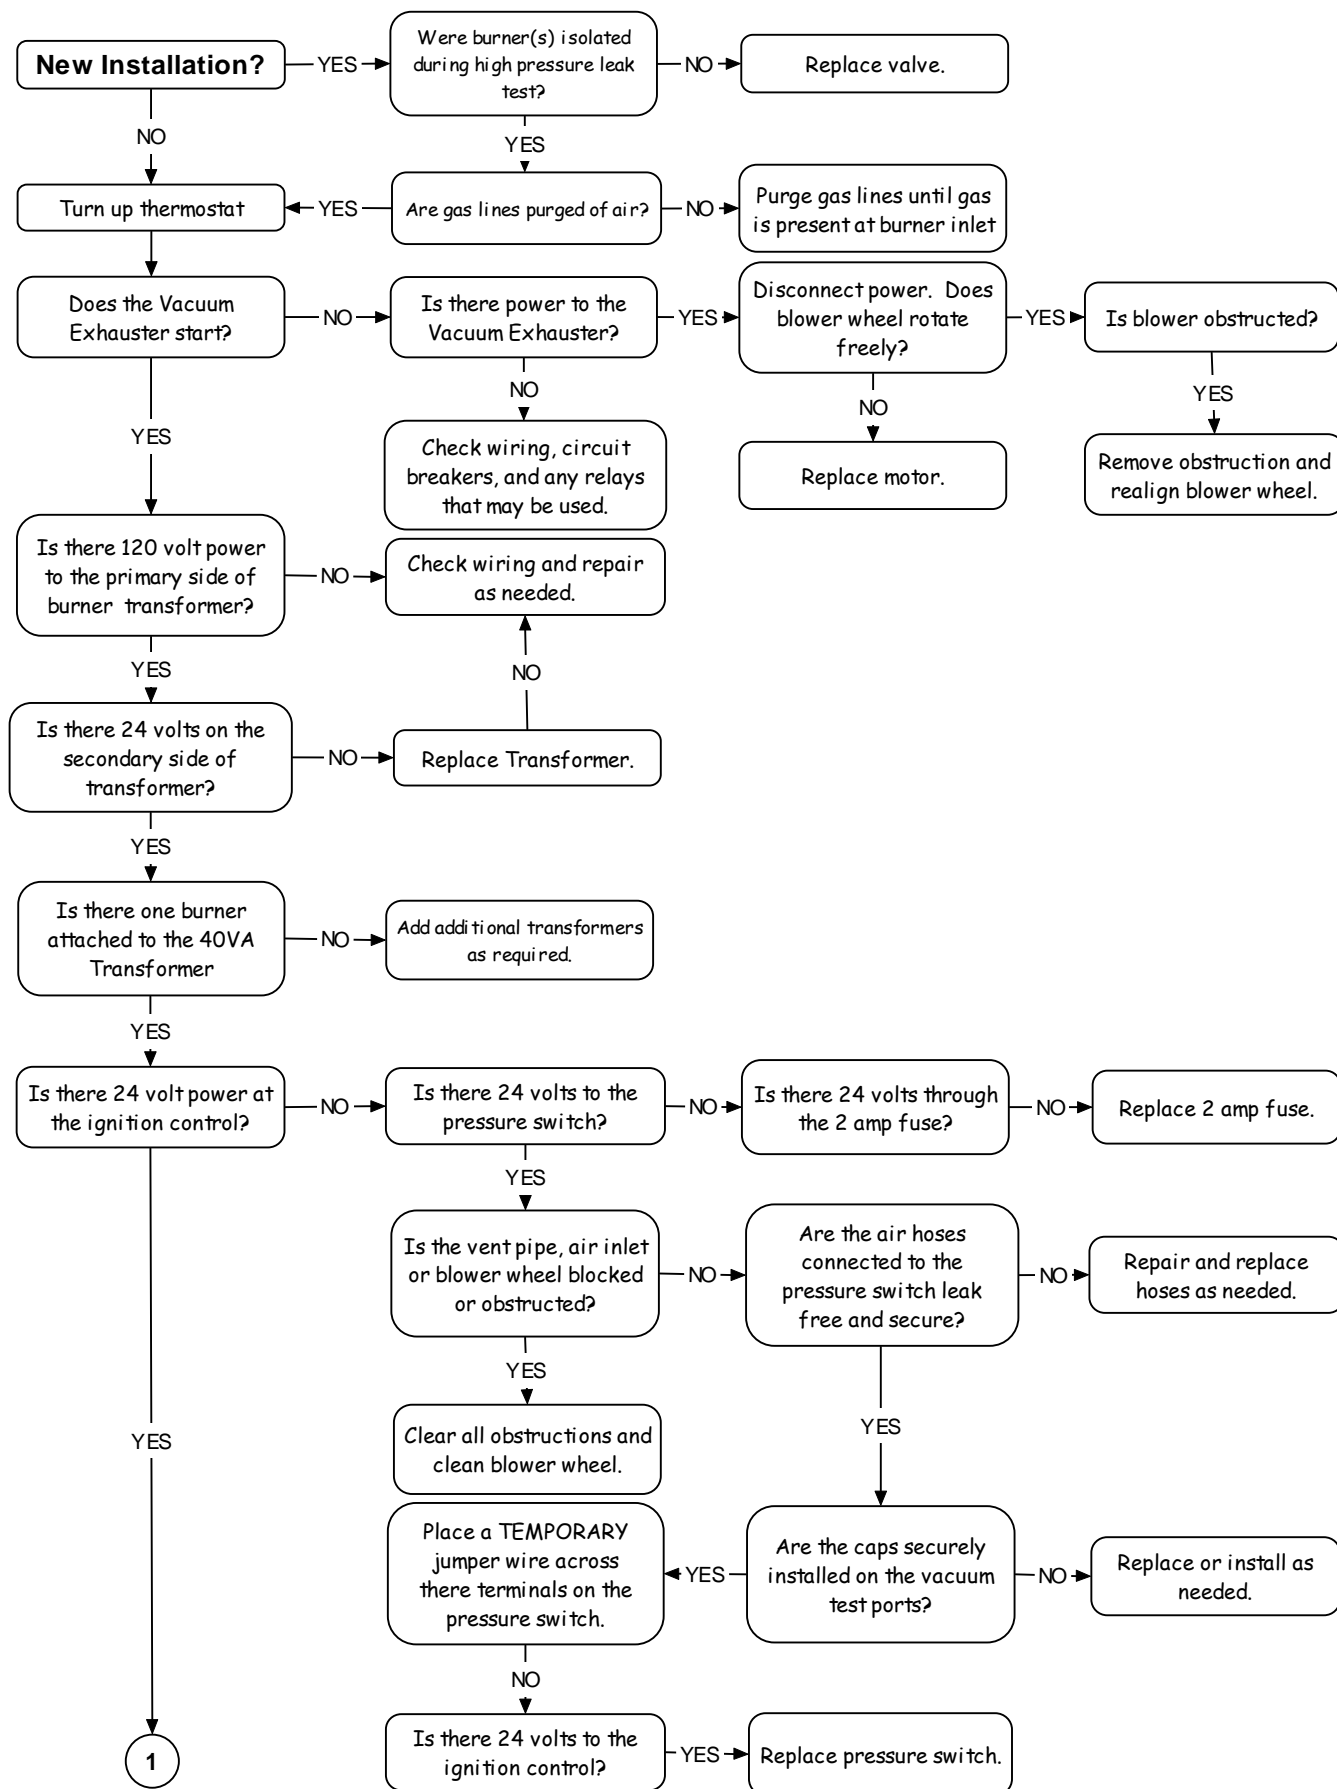 New Installation?
YES
Were burner(s) isolated
during high pressure leak
test?
NO
Replace valve.
NO
YES
Turn up thermostat
YES
Are gas lines purged of air?
NO
Purge gas lines until gas
is present at burner inlet
Does the Vacuum
Exhauster start?
NO
Is there power to the
Vacuum Exhauster?
YES
Disconnect power. Does
blower wheel rotate
freely?
YES
Is blower obstructed?
YES
NO
NO
YES
Check wiring, circuit
breakers, and any relays
that may be used.
Replace motor.
Remove obstruction and
realign blower wheel.
Is there 120 volt power
to the primary side of
burner transformer?
NO
Check wiring and repair
as needed.
YES
NO
Is there 24 volts on the
secondary side of
transformer?
NO
Replace Transformer.
YES
Is there one burner
attached to the 40VA
Transformer
NO
Add additional transformers
as required.
YES
Is there 24 volt power at
the ignition control?
NO
Is there 24 volts to the
pressure switch?
NO
Is there 24 volts through
the 2 amp fuse?
NO
Replace 2 amp fuse.
YES
Is the vent pipe, air inlet
or blower wheel blocked
or obstructed?
NO
Are the air hoses
connected to the
pressure switch leak
free and secure?
NO
Repair and replace
hoses as needed.
YES
YES
YES
Clear all obstructions and
clean blower wheel.
Place a TEMPORARY
jumper wire across
there terminals on the
pressure switch.
YES
Are the caps securely
installed on the vacuum
test ports?
NO
Replace or install as
needed.
NO
1
Is there 24 volts to the
ignition control?
YES
Replace pressure switch.